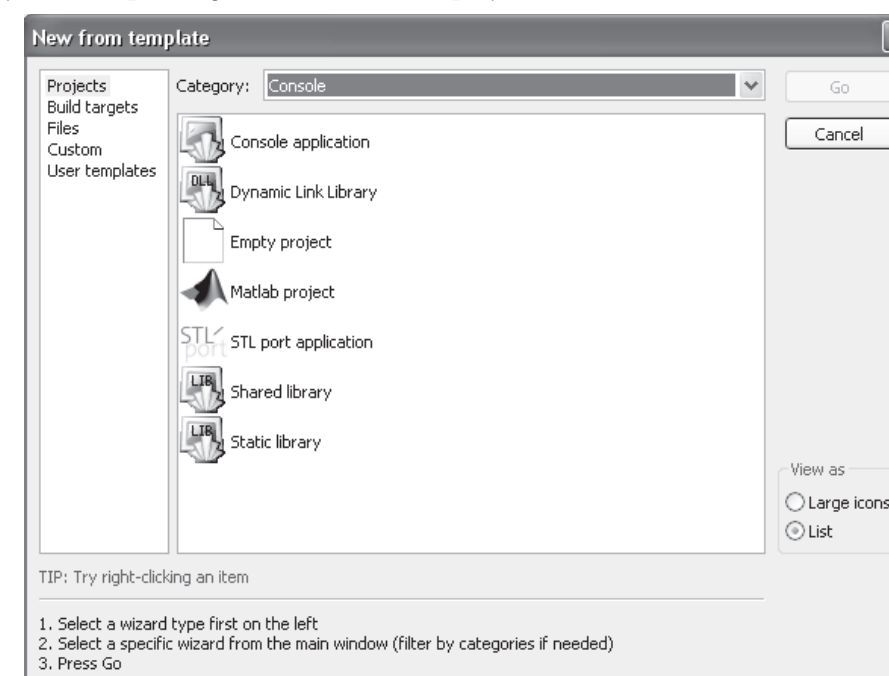 New from template
Projects
Build targets
Files
Custom
User templates
Category: Console
Console application
DLL Dynamic Link Library
Empty project
Matlab project
STL port STL port application
LIB Shared library
LIB Static library
Go
Cancel
View as
Large icons
List
TIP: Try right-clicking an item
1. Select a wizard type first on the left
2. Select a specific wizard from the main window (filter by categories if needed)
3. Press Go